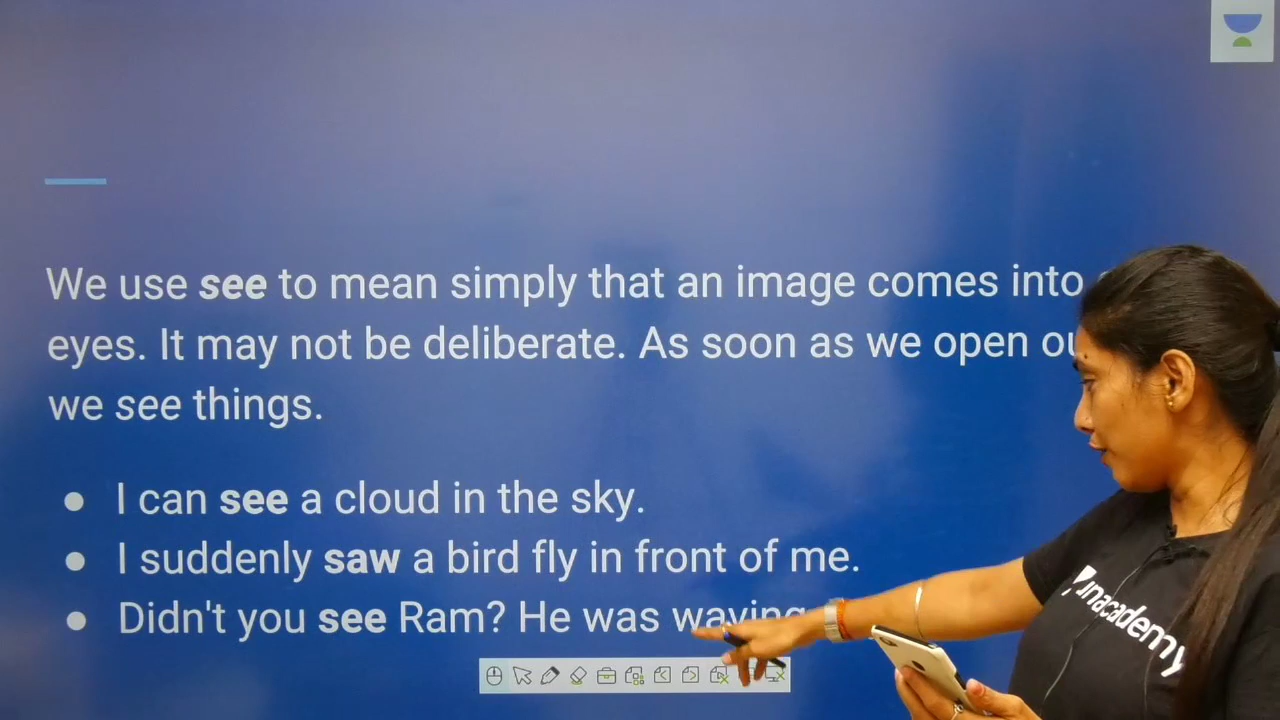 We use see to mean simply that an image comes into
eyes. It may not be deliberate. As soon as we open
we see things.
● I can see a cloud in the sky.
● I suddenly saw a bird fly in front of me.
● Didn't you see Ram? He was waving
unacademy